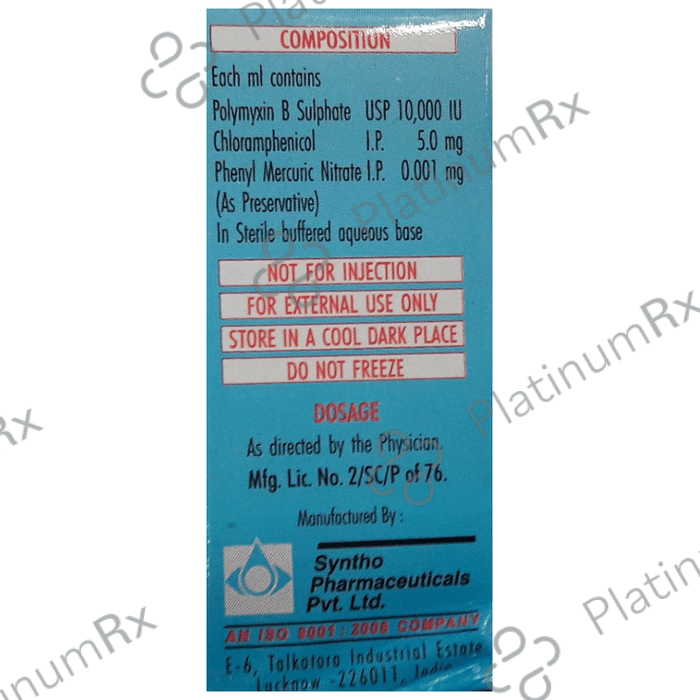 COMPOSITION
Each ml contains
Polymyxin B Sulphate USP 10,000 IU
Chloramphenicol I.P. 5.0 mg
Phenyl Mercuric Nitrate I.P. 0.001 mg
(As Preservative)
In Sterile buffered aqueous base
NOT FOR INJECTION
FOR EXTERNAL USE ONLY
STORE IN A COOL DARK PLACE
DO NOT FREEZE
DOSAGE
As directed by the Physician.
Mfg. Lic. No. 2/SC/P of 76.
Manufactured By :
Syntho
Pharmaceuticals
Pvt. Ltd.
AN ISO 9001 : 2008 COMPANY
E-6, Talkatora Industrial Estate
Lucknow -226011, India
PlatinumRx
PlatinumRx
PlatinumRx
Rx
PlatinumRx
PlatinumRx